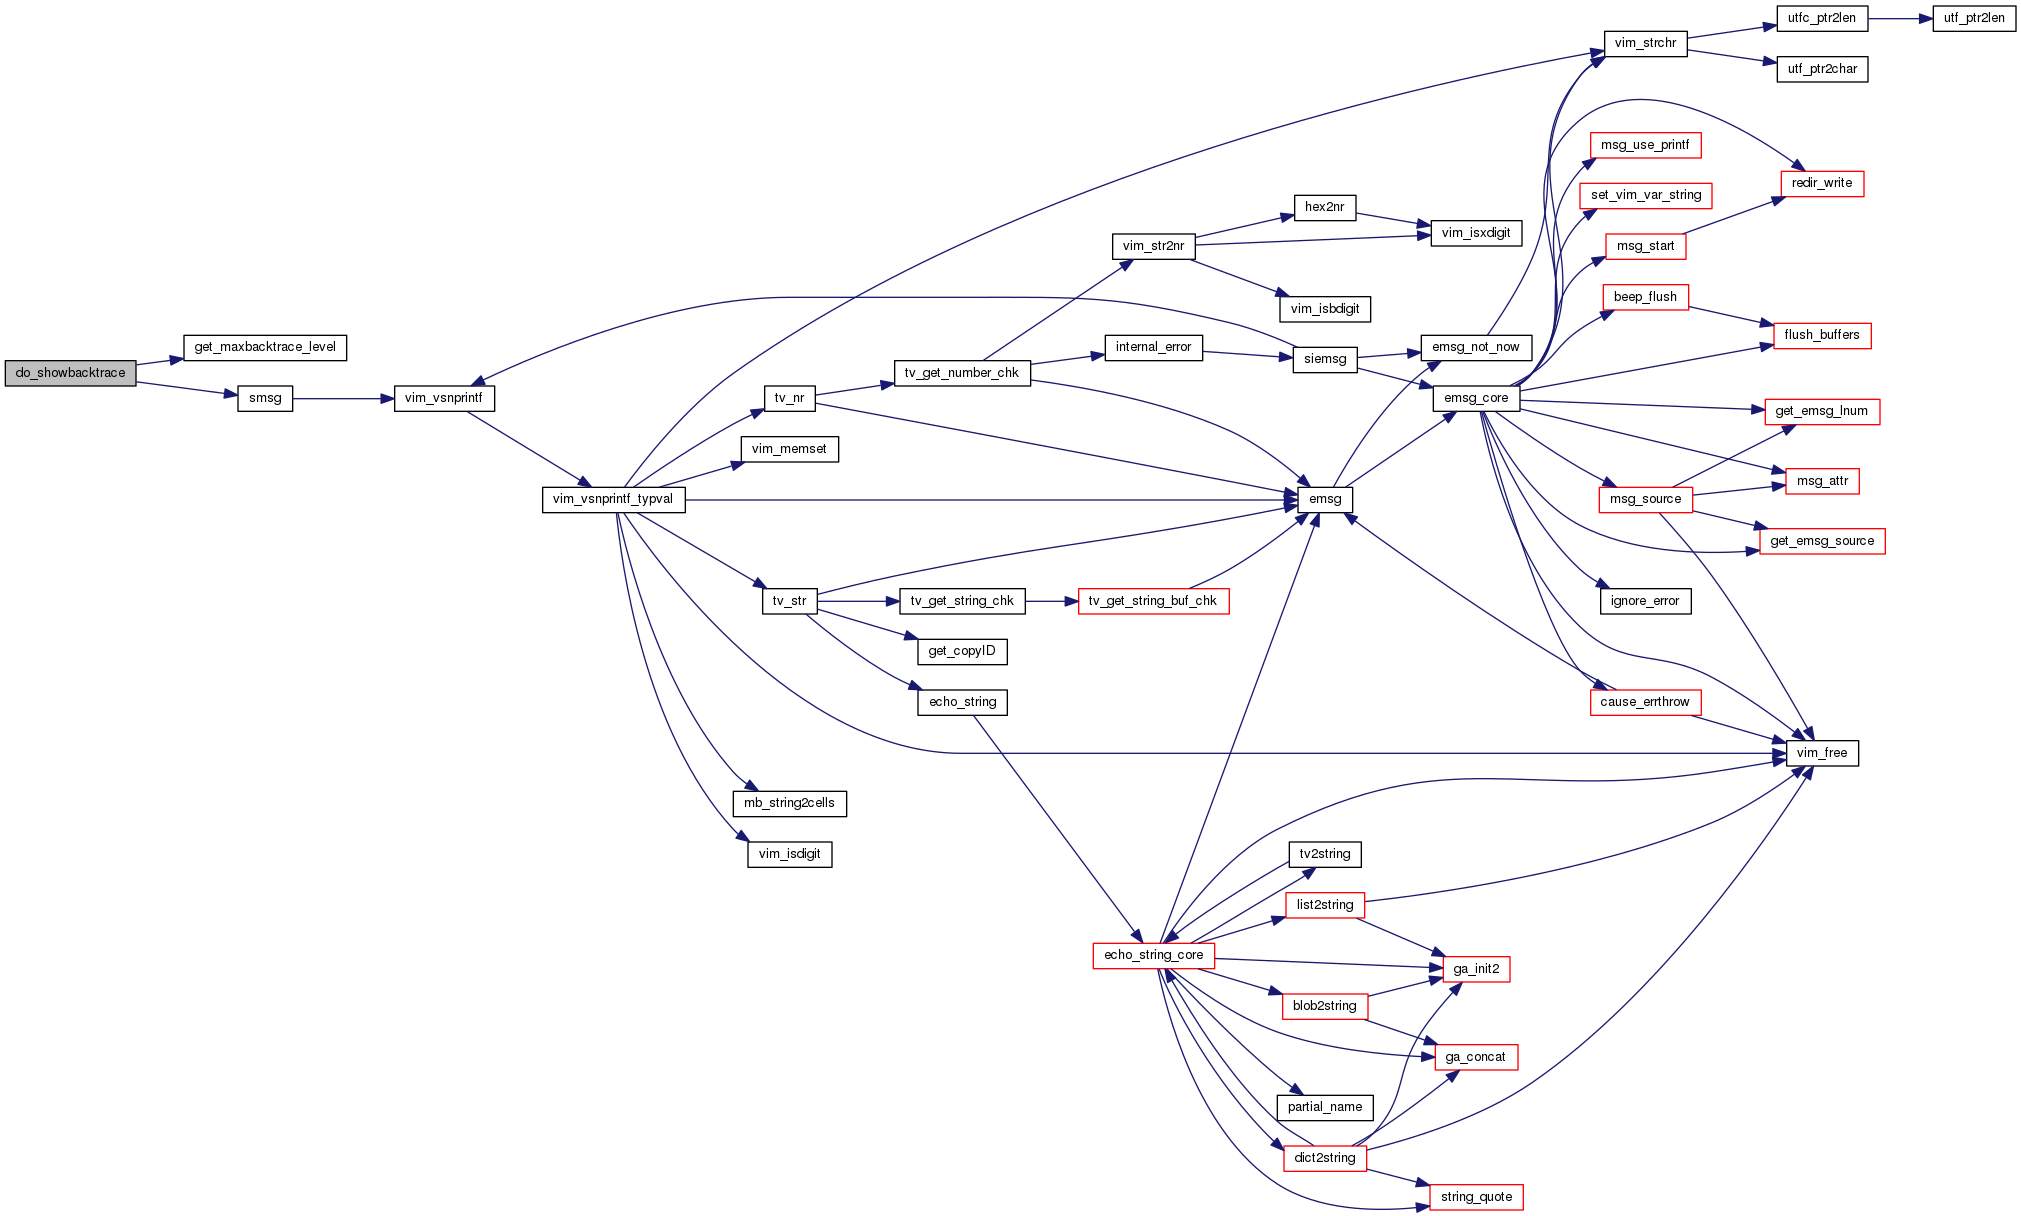 utfc_ptr2len
utf_ptr2len
vim_strchr
utf_ptr2char
msg_use_printf
redir_write
set_vim_var_string
hex2nr
vim_isxdigit
vim_str2nr
msg_start
beep_flush
vim_isbdigit
flush_buffers
get_maxbacktrace_level
internal_error
emsg_not_now
siemsg
do_showbacktrace
tv_get_number_chk
smsg
vim_vsnprintf
tv_nr
emsg_core
get_emsg_lnum
vim_memset
msg_attr
vim_vsnprintf_typval
emsg
msg_source
get_emsg_source
tv_str
tv_get_string_chk
tv_get_string_buf_chk
ignore_error
get_copyID
echo_string
cause_errthrow
vim_free
mb_string2cells
vim_isdigit
tv2string
list2string
echo_string_core
ga_init2
blob2string
ga_concat
partial_name
dict2string
string_quote